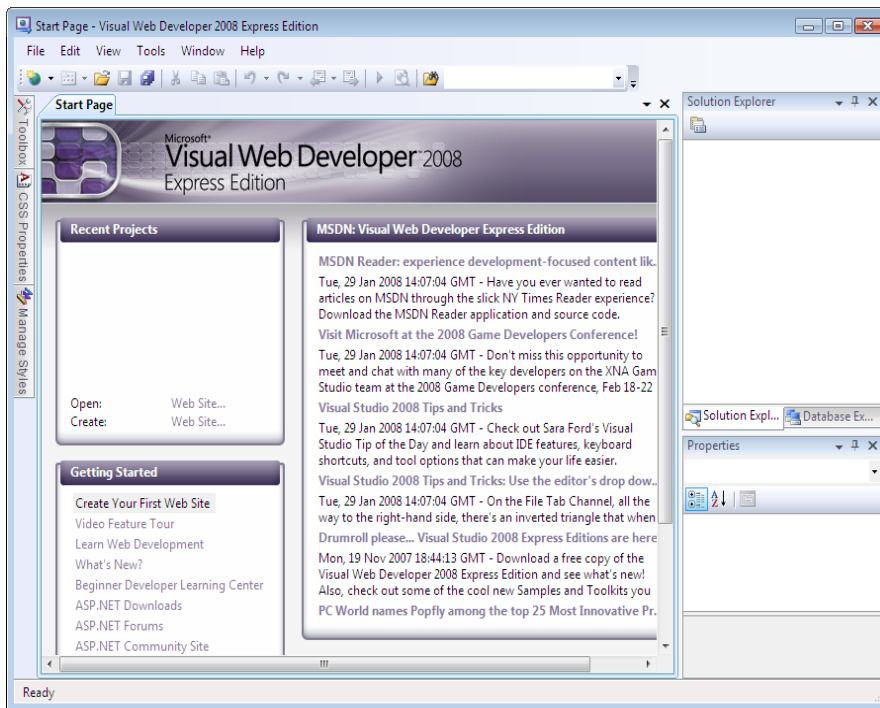 Start Page - Visual Web Developer 2008 Express Edition
File Edit View Tools Window Help
Toolbox
CSS Properties
Manage Styles
Start Page
Microsoft
Visual Web Developer 2008
Express Edition
Recent Projects
Open: Web Site...
Create: Web Site...
Getting Started
Create Your First Web Site
Video Feature Tour
Learn Web Development
What's New?
Beginner Developer Learning Center
ASP.NET Downloads
ASP.NET Forums
ASP.NET Community Site
MSDN: Visual Web Developer Express Edition
MSDN Reader: experience development-focused content lik...
Tue, 29 Jan 2008 14:07:04 GMT - Have you ever wanted to read
articles on MSDN through the slick NY Times Reader experience?
Download the MSDN Reader application and source code.
Visit Microsoft at the 2008 Game Developers Conference!
Tue, 29 Jan 2008 14:07:04 GMT - Don't miss this opportunity to
meet and chat with many of the key developers on the XNA Gam
Studio team at the 2008 Game Developers conference, Feb 18-22
Visual Studio 2008 Tips and Tricks
Tue, 29 Jan 2008 14:07:04 GMT - Check out Sara Ford's Visual
Studio Tip of the Day and learn about IDE features, keyboard
shortcuts, and tool options that can make your life easier.
Visual Studio 2008 Tips and Tricks: Use the editor's drop dow...
Tue, 29 Jan 2008 14:07:04 GMT - On the File Tab Channel, all the
way to the right-hand side, there's an inverted triangle that when
Drumroll please... Visual Studio 2008 Express Editions are here
Mon, 19 Nov 2007 18:44:13 GMT - Download a free copy of the
Visual Web Developer 2008 Express Edition and see what's new!
Also, check out some of the cool new Samples and Toolkits you
PC World names Popfly among the top 25 Most Innovative Pr...
Solution Explorer
Solution Expl... Database Ex...
Properties
Ready